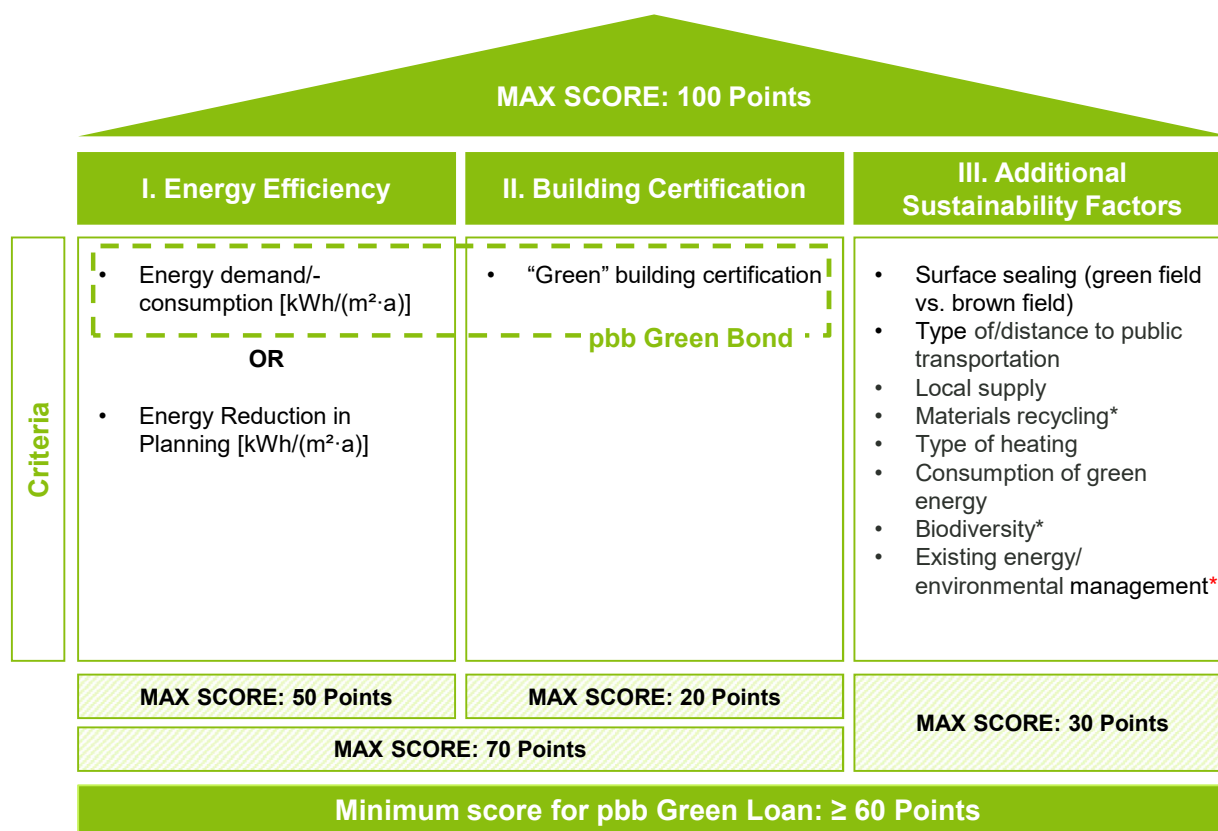 MAX SCORE: 100 Points
I. Energy Efficiency
II. Building Certification
III. Additional
Sustainability Factors
Criteria
• Energy demand/-
consumption [kWh/(m²·a)]
OR
• Energy Reduction in
Planning [kWh/(m²·a)]
• “Green” building certification
pbb Green Bond
• Surface sealing (green field
vs. brown field)
• Type of/distance to public
transportation
• Local supply
• Materials recycling*
• Type of heating
• Consumption of green
energy
• Biodiversity*
• Existing energy/
environmental management*
MAX SCORE: 50 Points
MAX SCORE: 20 Points
MAX SCORE: 30 Points
MAX SCORE: 70 Points
Minimum score for pbb Green Loan: ≥ 60 Points